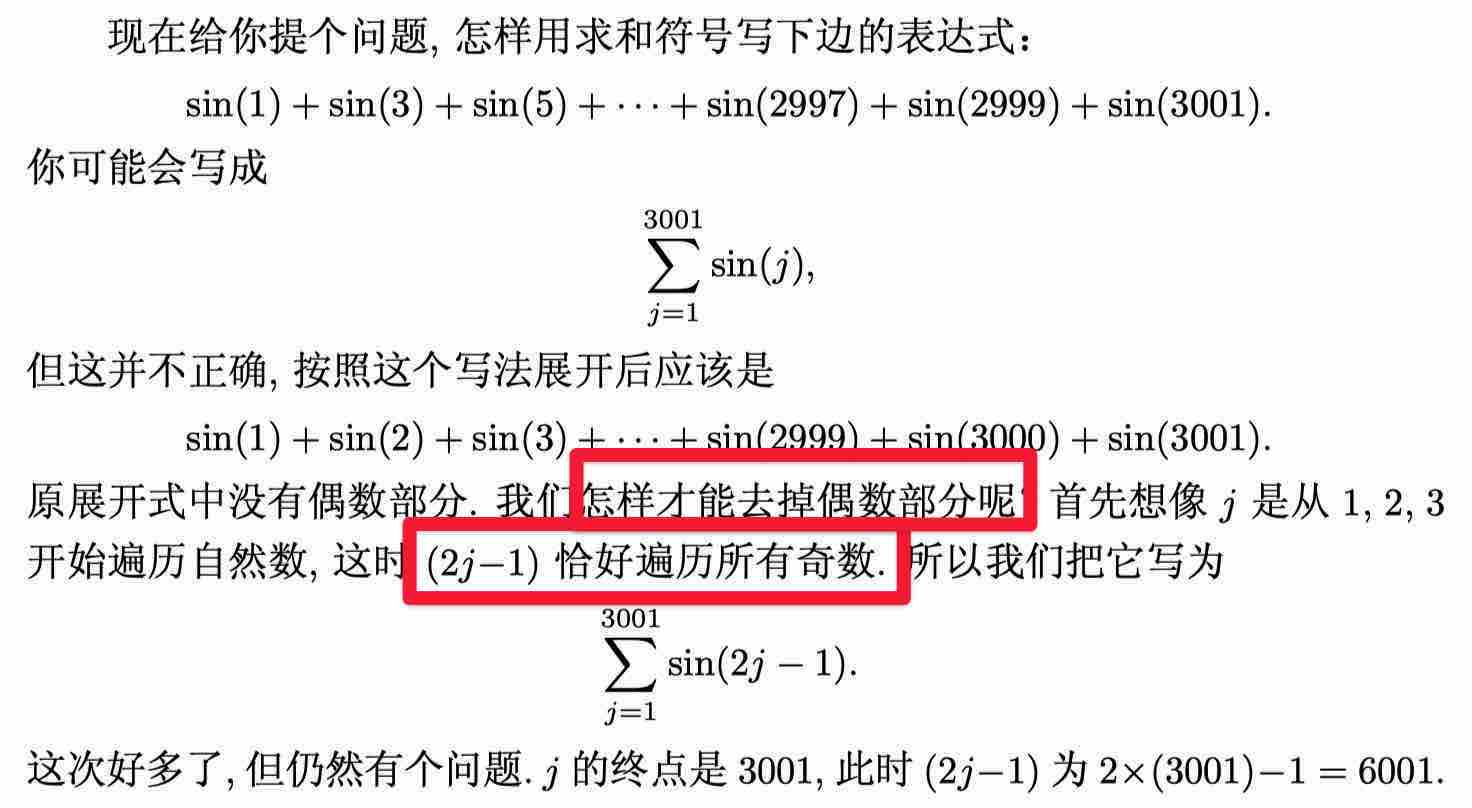 现在给你提个问题, 怎样用求和符号写下边的表达式:
sin(1) + sin(3) + sin(5) + ··· + sin(2997) + sin(2999) + sin(3001).
你可能会写成
3001
∑ sin(j),
j=1
但这并不正确, 按照这个写法展开后应该是
sin(1) + sin(2) + sin(3) + ··· + sin(2999) + sin(3000) + sin(3001).
原展开式中没有偶数部分. 我们怎样才能去掉偶数部分呢? 首先想像 j 是从 1, 2, 3
开始遍历自然数, 这时 (2j−1) 恰好遍历所有奇数. 所以我们把它写为
3001
∑ sin(2j − 1).
j=1
这次好多了, 但仍然有个问题. j 的终点是 3001, 此时 (2j−1) 为 2×(3001)−1 = 6001.